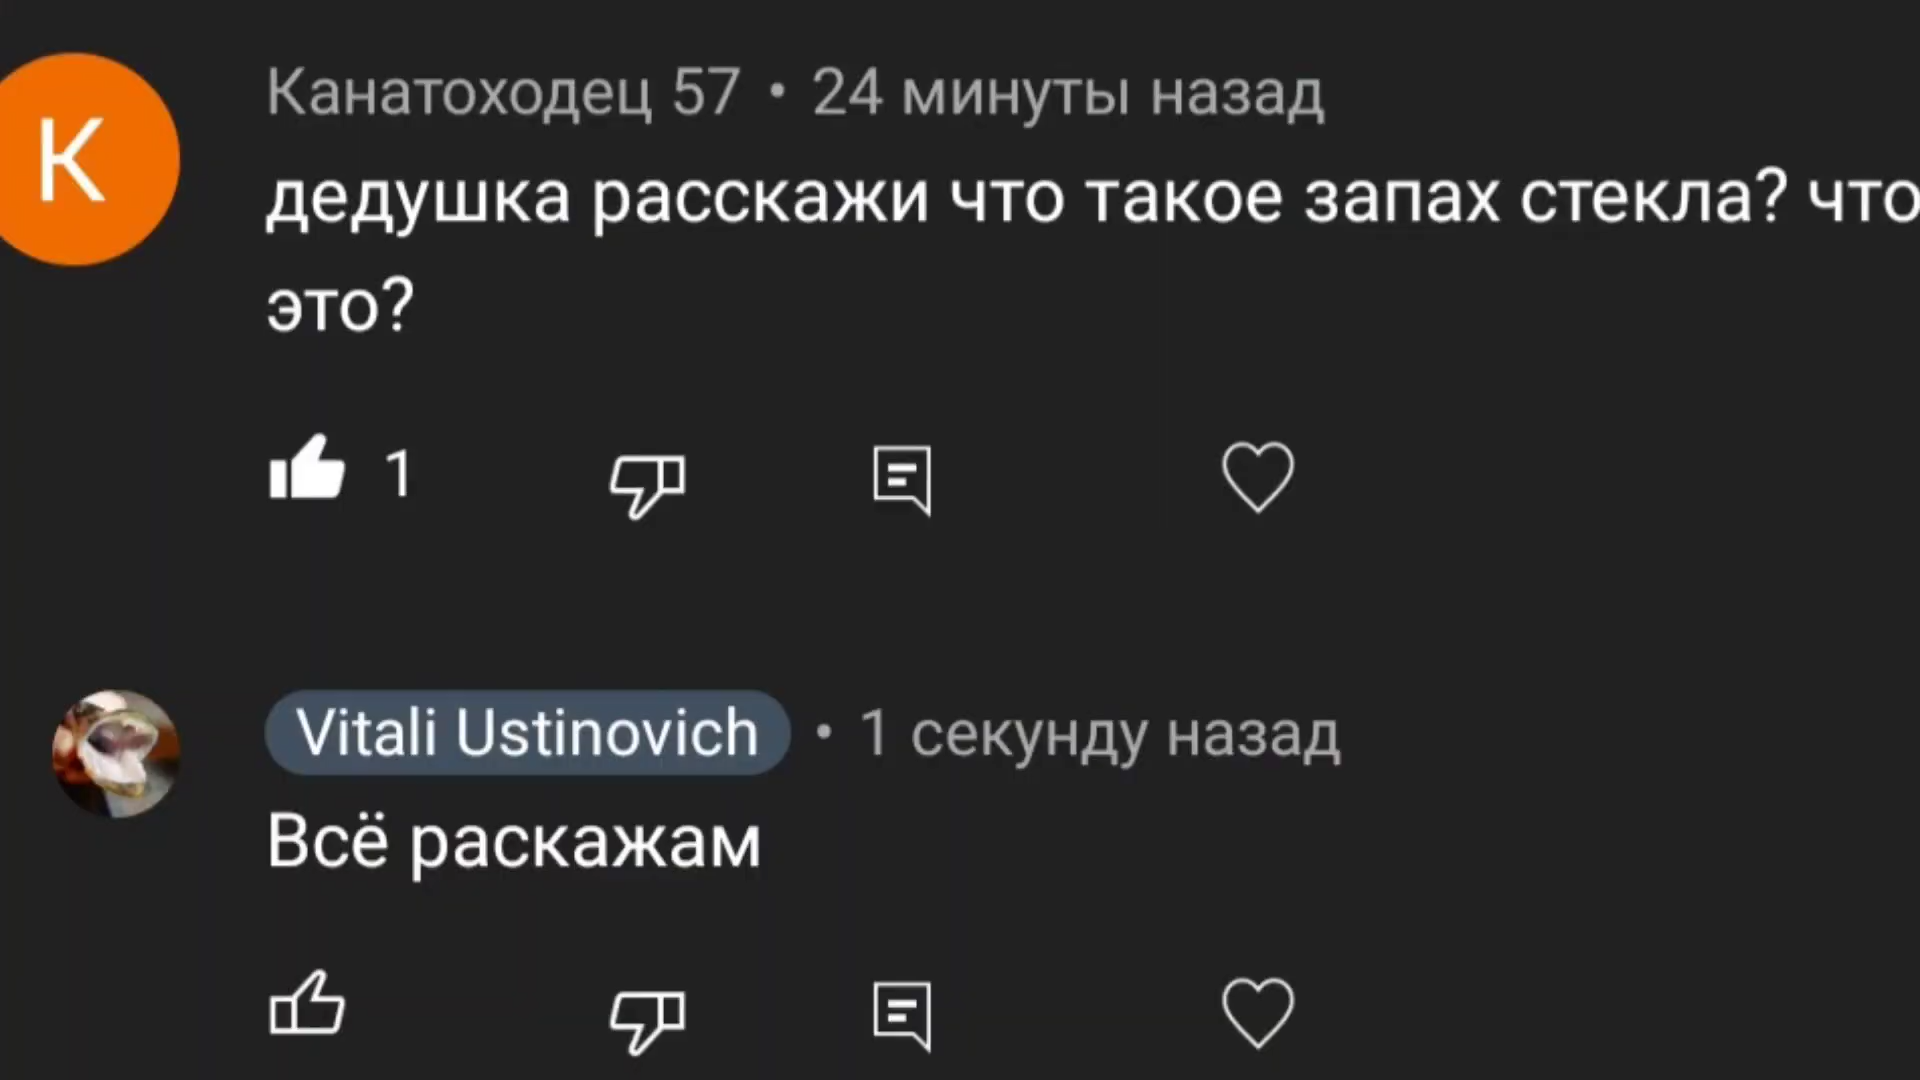 К
Канатоходец 57 • 24 минуты назад
дедушка расскажи что такое запах стекла? что
это?
1
Vitali Ustinovich • 1 секунду назад
Всё раскажам